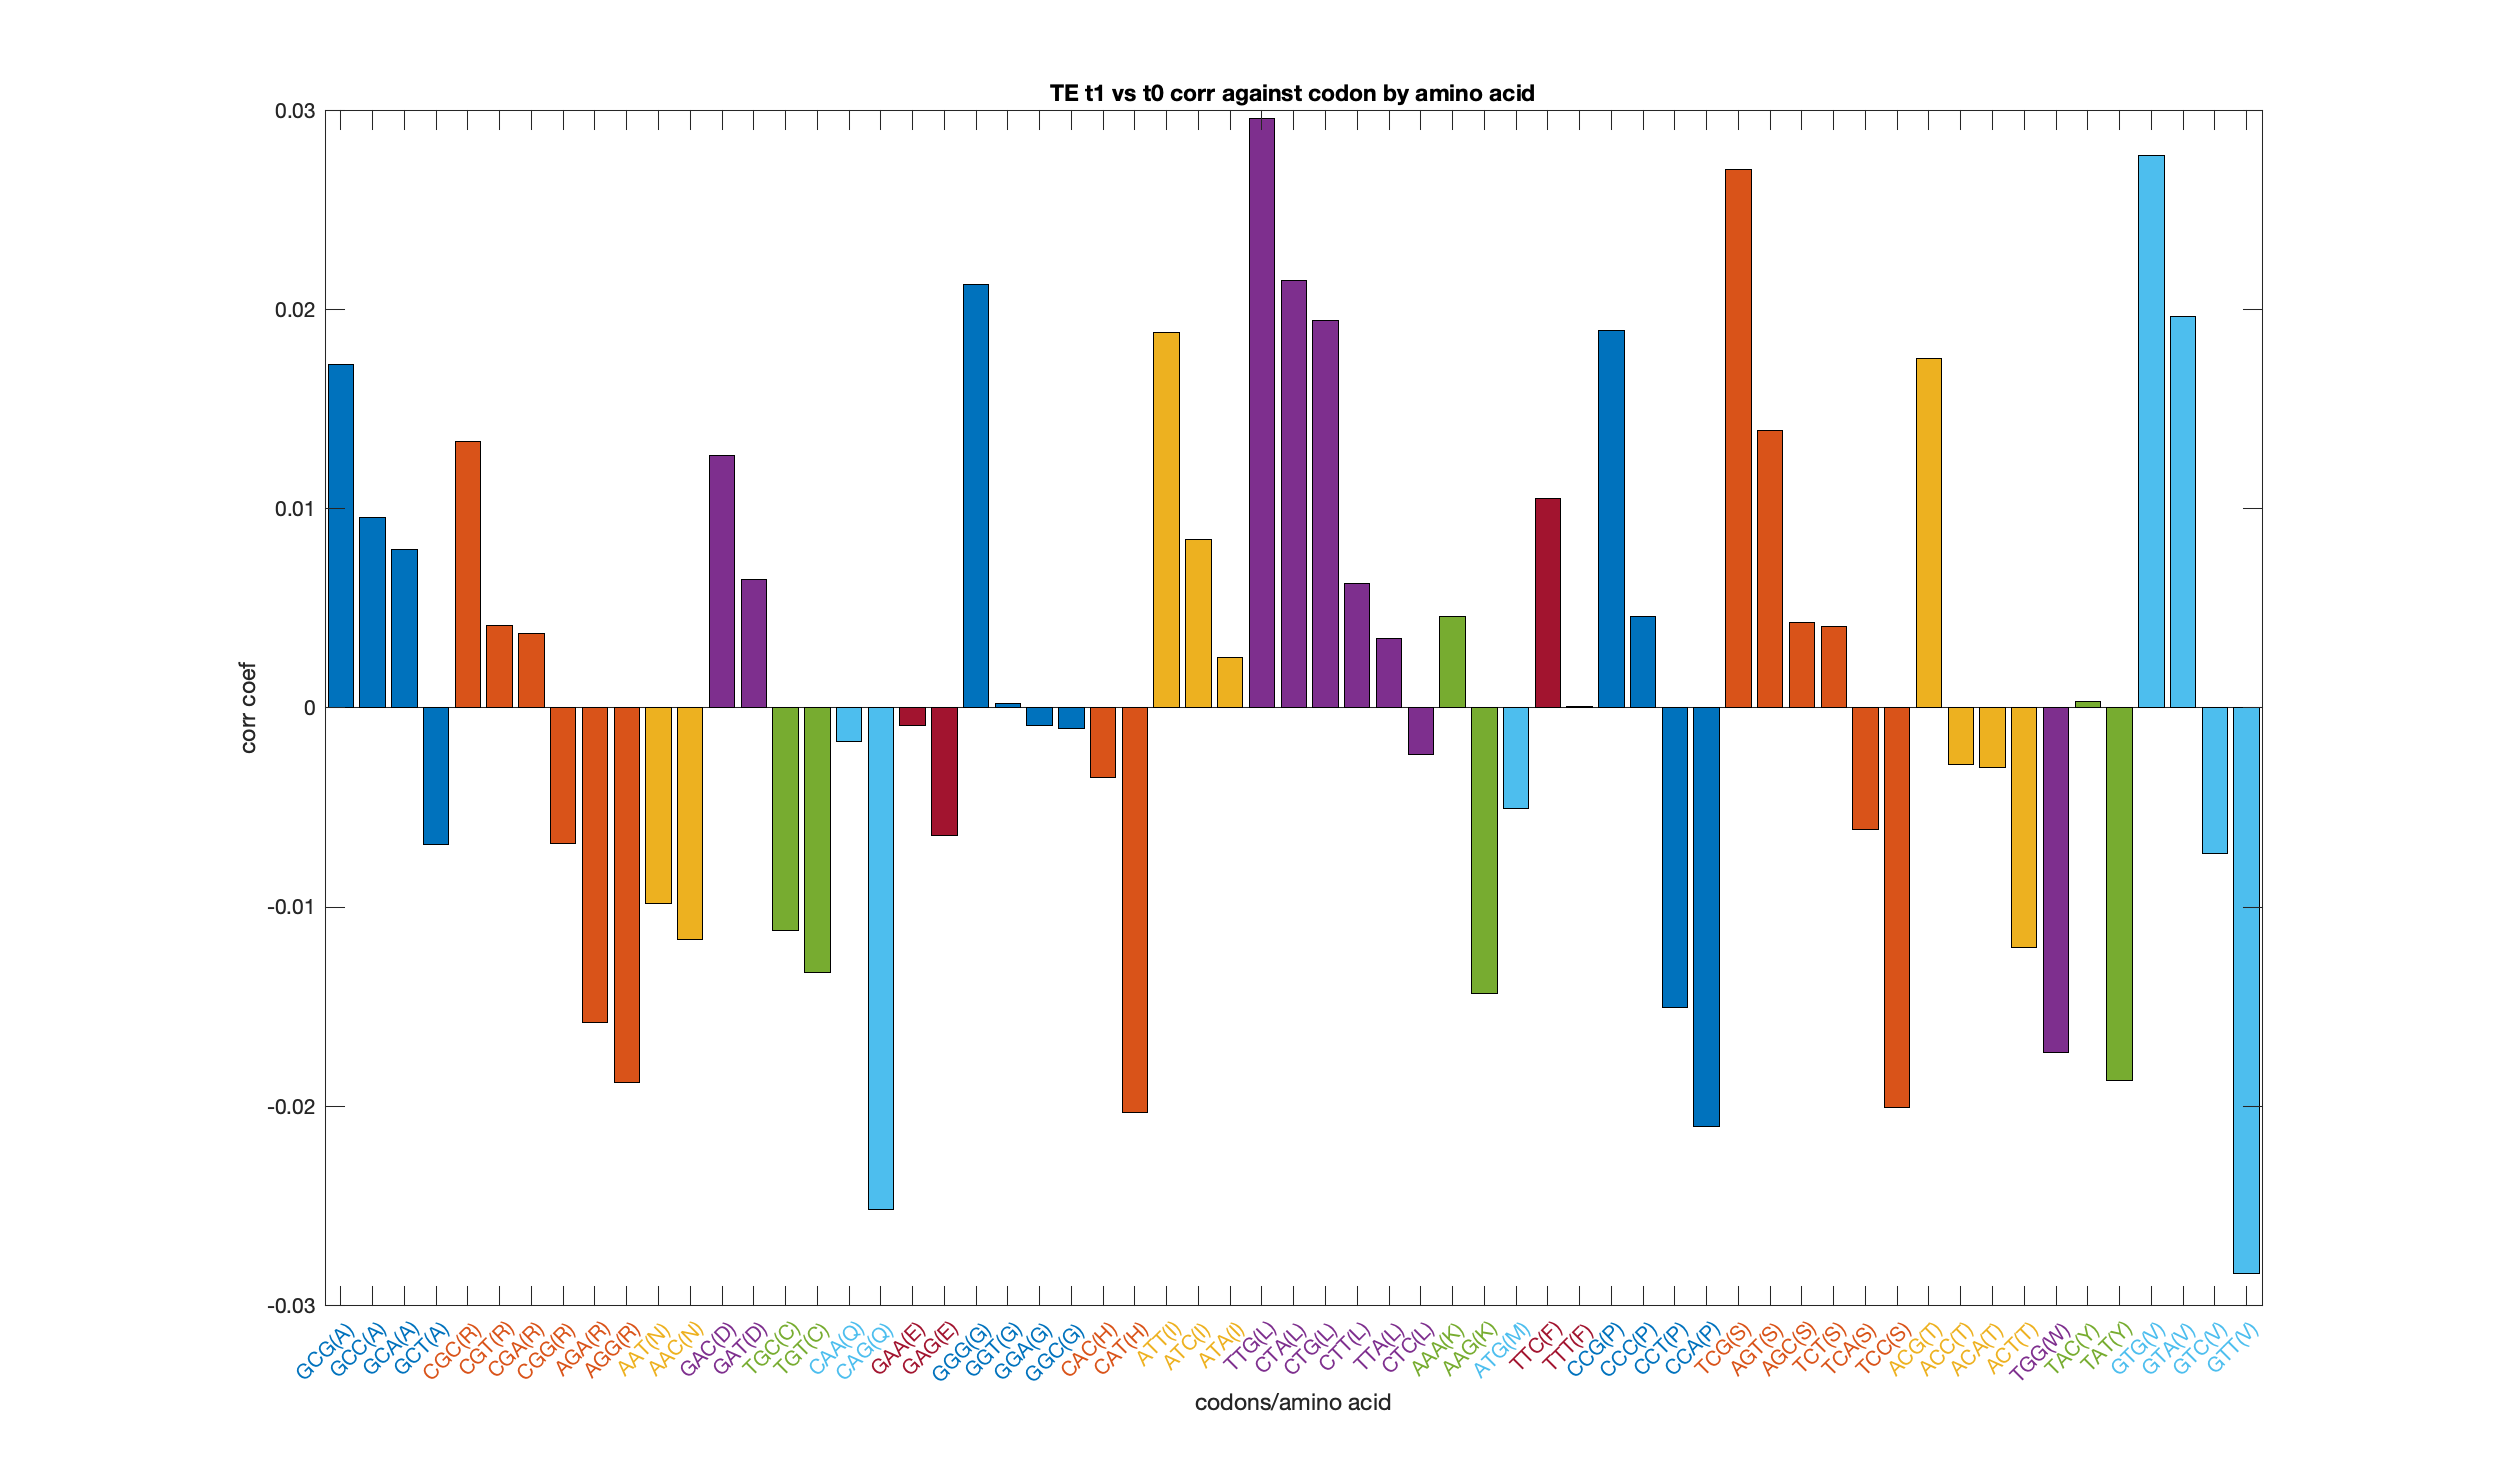 TE t1 vs t0 corr against codon by amino acid
0.03
0.02
0.01
0
-0.01
-0.02
-0.03
corr coef
GCG(A)
GCC(A)
GCA(A)
GCT(A)
CGC(R)
CGT(R)
CGA(R)
CGG(R)
AGA(R)
AGG(R)
AAT(N)
AAC(N)
GAC(D)
GAT(D)
TGC(C)
TGT(C)
CAA(Q)
CAG(Q)
GAA(E)
GAG(E)
GGG(G)
GGT(G)
GGA(G)
GGC(G)
CAC(H)
CAT(H)
ATT(I)
ATC(I)
ATA(I)
TTG(L)
CTA(L)
CTG(L)
CTT(L)
TTA(L)
CTC(L)
AAA(K)
AAG(K)
ATG(M)
TTC(F)
TTT(F)
CCG(P)
CCC(P)
CCT(P)
CCA(P)
TCG(S)
AGT(S)
AGC(S)
TCT(S)
TCA(S)
TCC(S)
ACG(T)
ACC(T)
ACA(T)
ACT(T)
TGG(W)
TAC(Y)
TAT(Y)
GTG(V)
GTA(V)
GTC(V)
GTT(V)
codons/amino acid